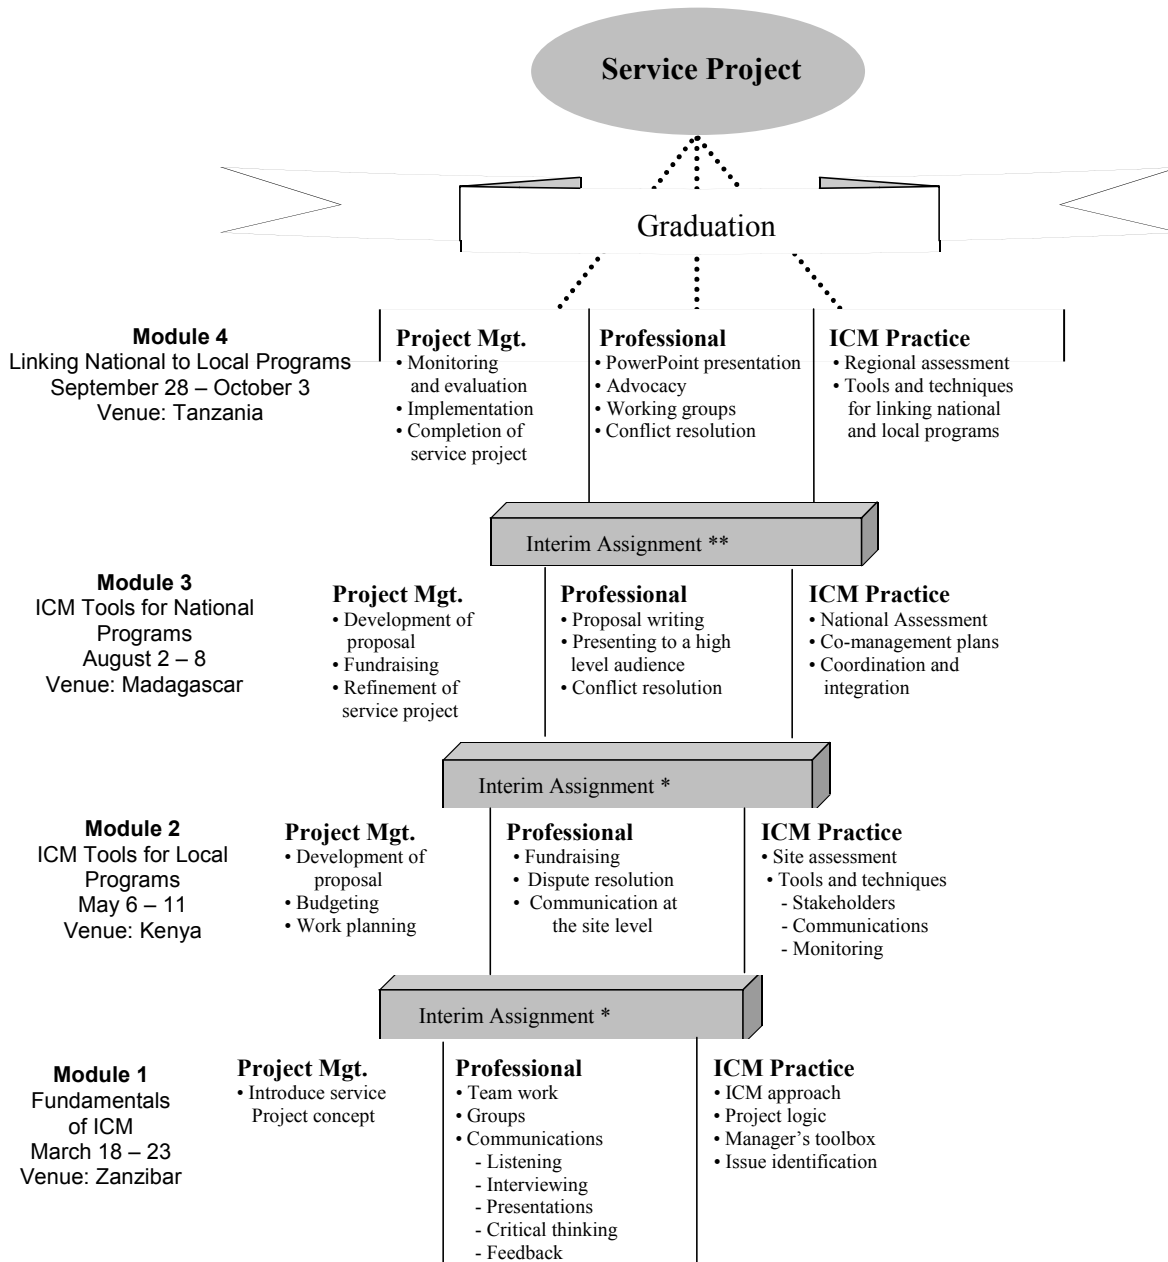 Service Project
Graduation
Module 4
Linking National to Local Programs
September 28 – October 3
Venue: Tanzania
Project Mgt.
• Monitoring
and evaluation
• Implementation
• Completion of
service project
Professional
• PowerPoint presentation
• Advocacy
• Working groups
• Conflict resolution
ICM Practice
• Regional assessment
• Tools and techniques
for linking national
and local programs
Interim Assignment **
Module 3
ICM Tools for National
Programs
August 2 – 8
Venue: Madagascar
Project Mgt.
• Development of
proposal
• Fundraising
• Refinement of
service project
Professional
• Proposal writing
• Presenting to a high
level audience
• Conflict resolution
ICM Practice
• National Assessment
• Co-management plans
• Coordination and
integration
Interim Assignment *
Module 2
ICM Tools for Local
Programs
May 6 – 11
Venue: Kenya
Project Mgt.
• Development of
proposal
• Budgeting
• Work planning
Professional
• Fundraising
• Dispute resolution
• Communication at
the site level
ICM Practice
• Site assessment
• Tools and techniques
- Stakeholders
- Communications
- Monitoring
Interim Assignment *
Module 1
Fundamentals
of ICM
March 18 – 23
Venue: Zanzibar
Project Mgt.
• Introduce service
Project concept
Professional
• Team work
• Groups
• Communications
- Listening
- Interviewing
- Presentations
- Critical thinking
- Feedback
ICM Practice
• ICM approach
• Project logic
• Manager’s toolbox
• Issue identification